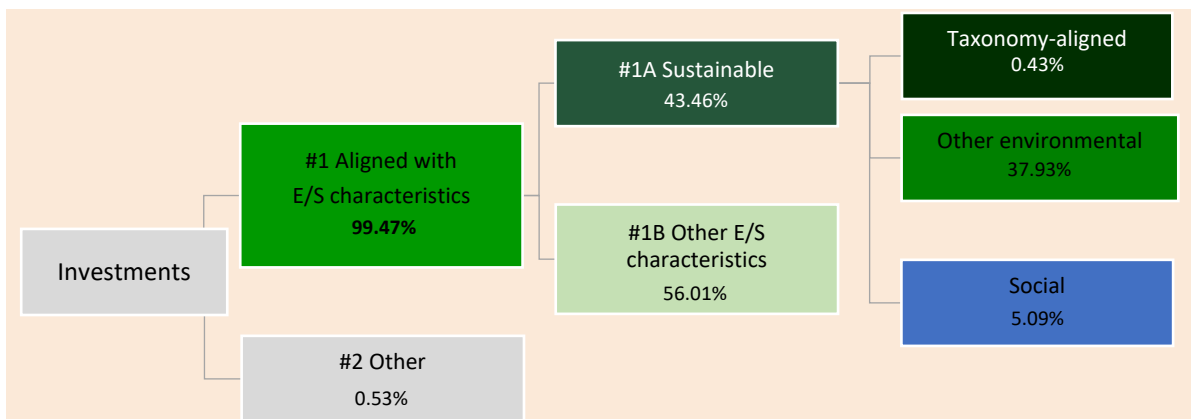 Investments
#1 Aligned with
E/S characteristics
99.47%
#2 Other
0.53%
#1A Sustainable
43.46%
#1B Other E/S
characteristics
56.01%
Taxonomy-aligned
0.43%
Other environmental
37.93%
Social
5.09%